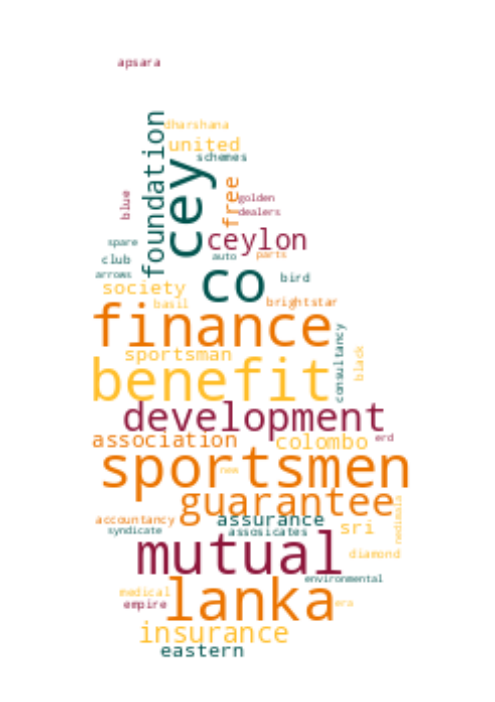 apsara
dharshana
foundation
united
schemes
cey
free
blue
golden
dealers
ceylon
spare
auto
parts
club
arrows
co
bird
society
basil
brightstar
finance
consultancy
sportsman
black
benefit
development
association
colombo
erd
sportsmen
new
guarantee
nedimala
accountancy
assurance
syndicate
assosicates
sri
mutual
diamond
environmental
lanka
medical
empire
era
insurance
eastern